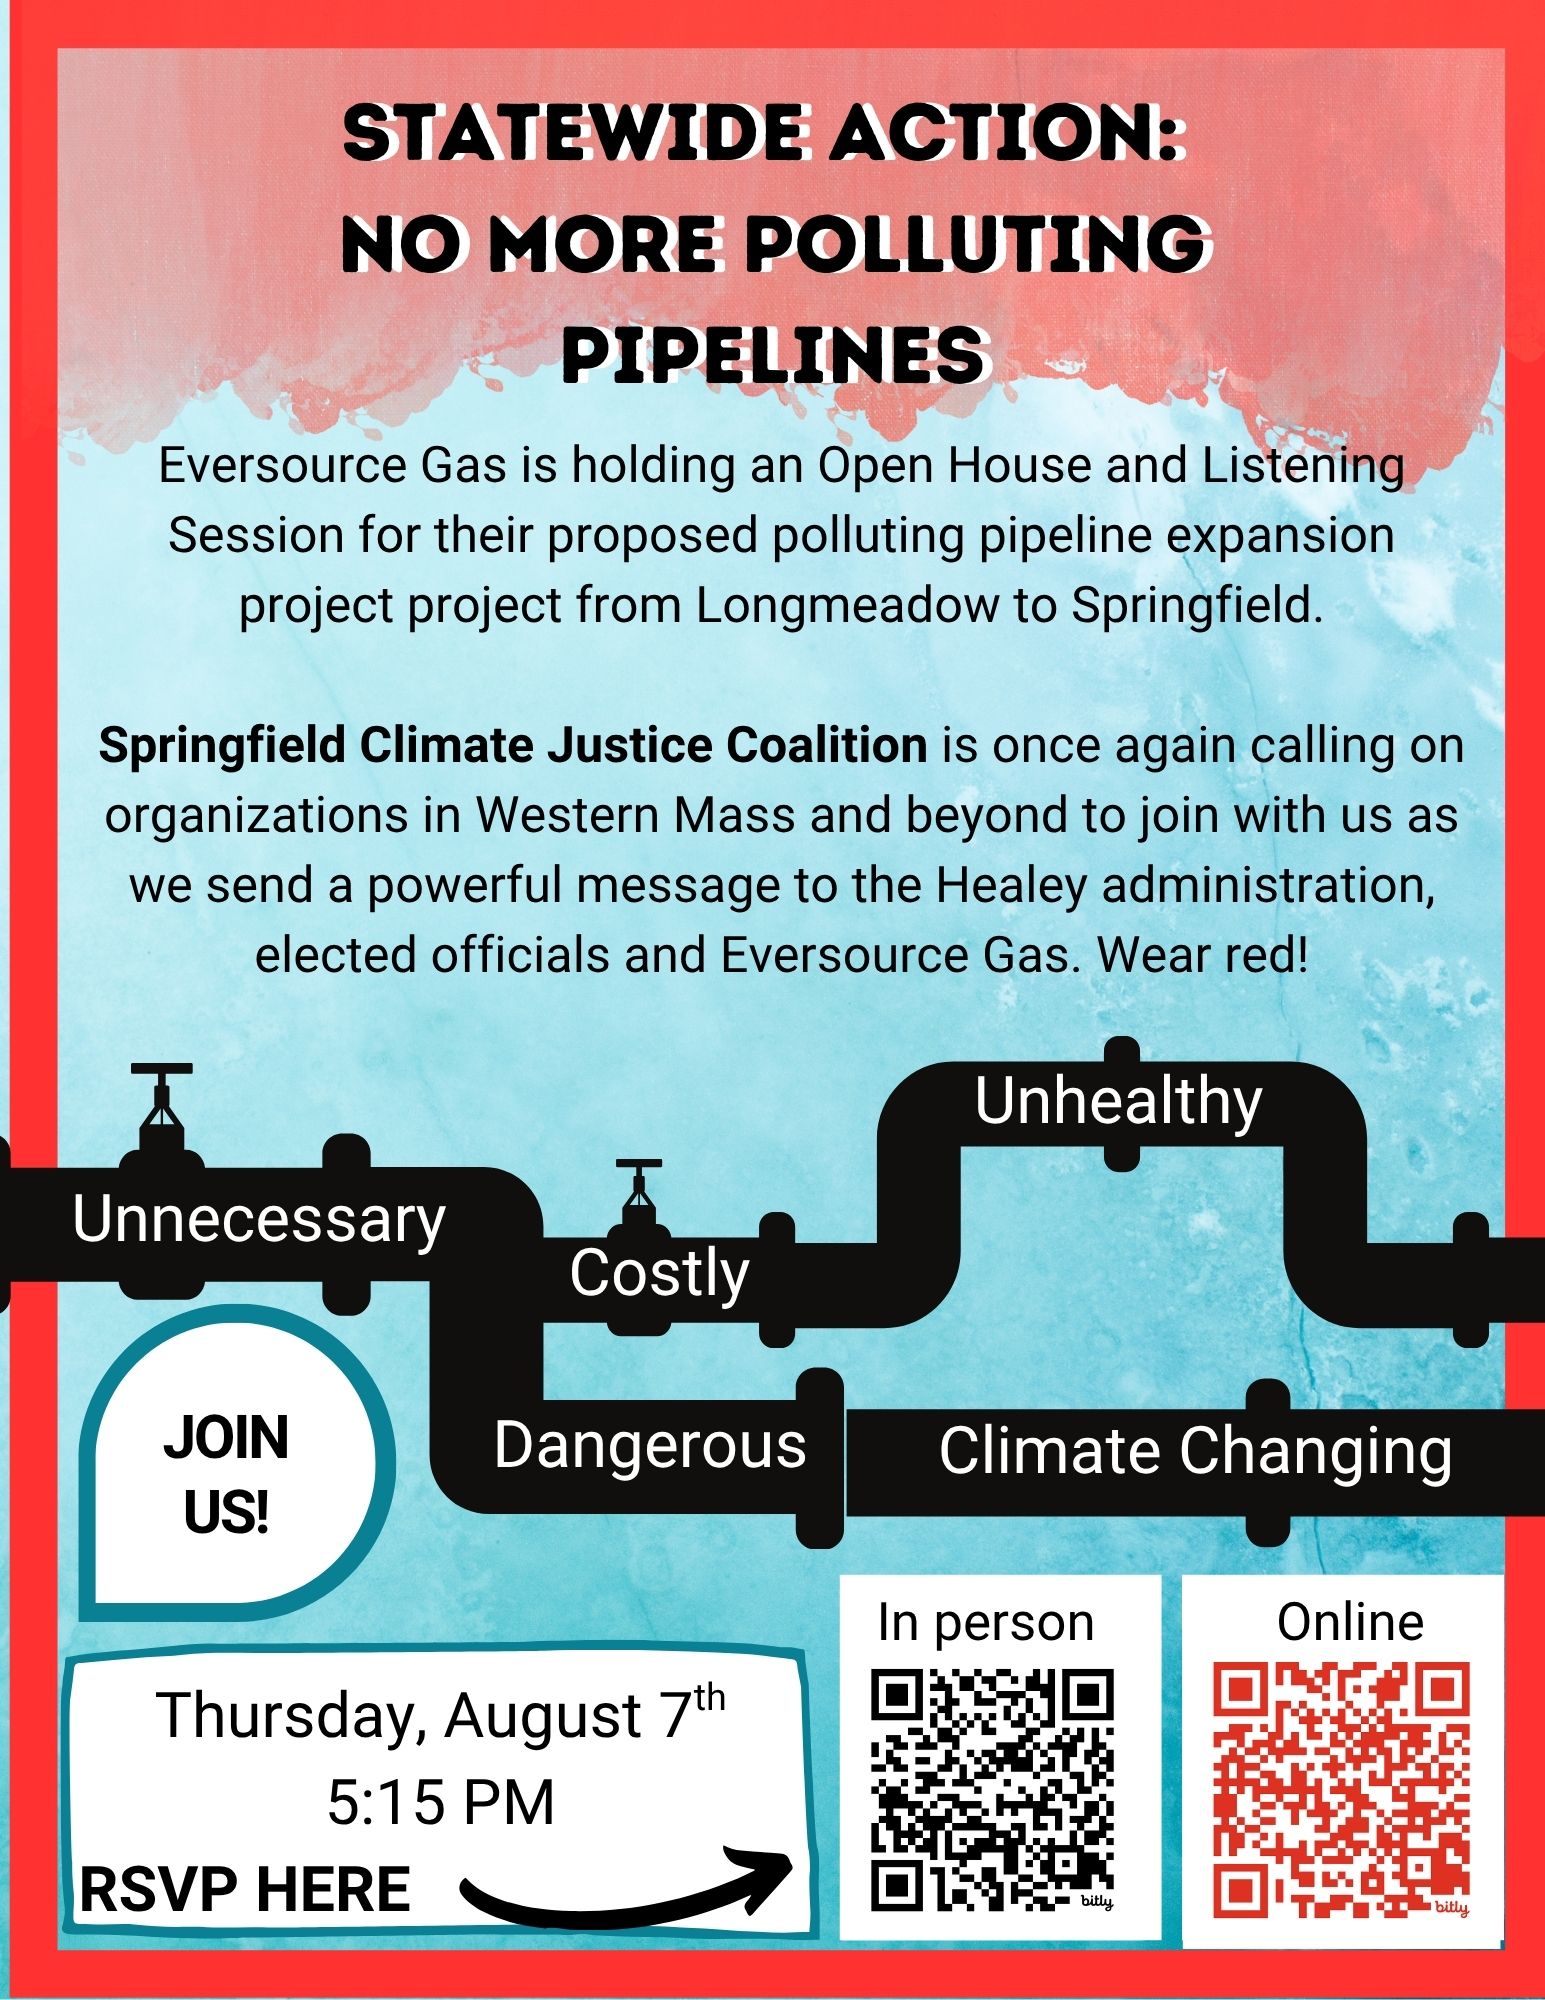 STATEWIDE ACTION:
NO MORE POLLUTING
PIPELINES
Eversource Gas is holding an Open House and Listening
Session for their proposed polluting pipeline expansion
project project from Longmeadow to Springfield.
Springfield Climate Justice Coalition is once again calling on
organizations in Western Mass and beyond to join with us as
we send a powerful message to the Healey administration,
elected officials and Eversource Gas. Wear red!
Unhealthy
Unnecessary
Costly
Dangerous
Climate Changing
JOIN
US!
Thursday, August 7th
5:15 PM
RSVP HERE
In person
bitly
Online
bitly